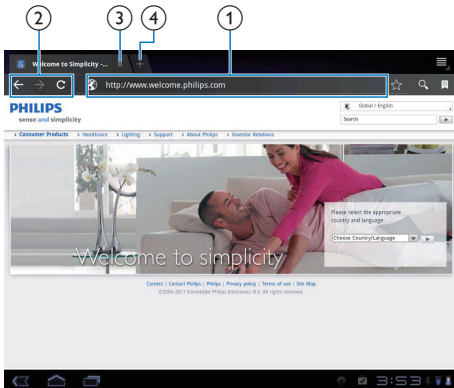 2 3 4 1
Welcome to Simplicity -...
http://www.welcome.philips.com
PHILIPS
sense and simplicity
Global / English
Search
Consumer Products Healthcare Lighting Support About Philips Investor Relations
Please select the appropriate
country and language:
Choose Country/Language
Welcome to simplicity
Careers | Contact Philips | Philips | Privacy policy | Terms of use | Site Map
©2004-2011 Koninklijke Philips Electronics N.V. All rights reserved.
3:53